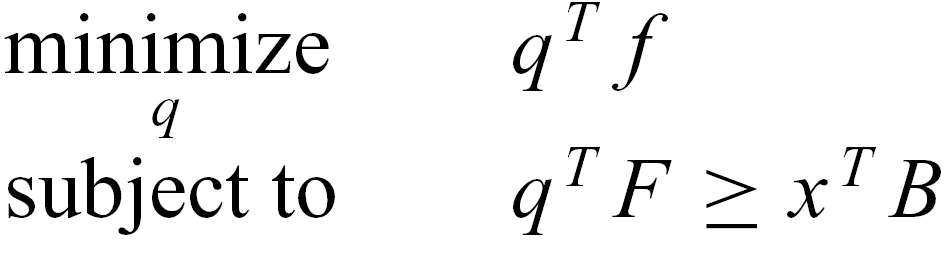 minimize q^T f
q
subject to q^T F ≥ x^T B